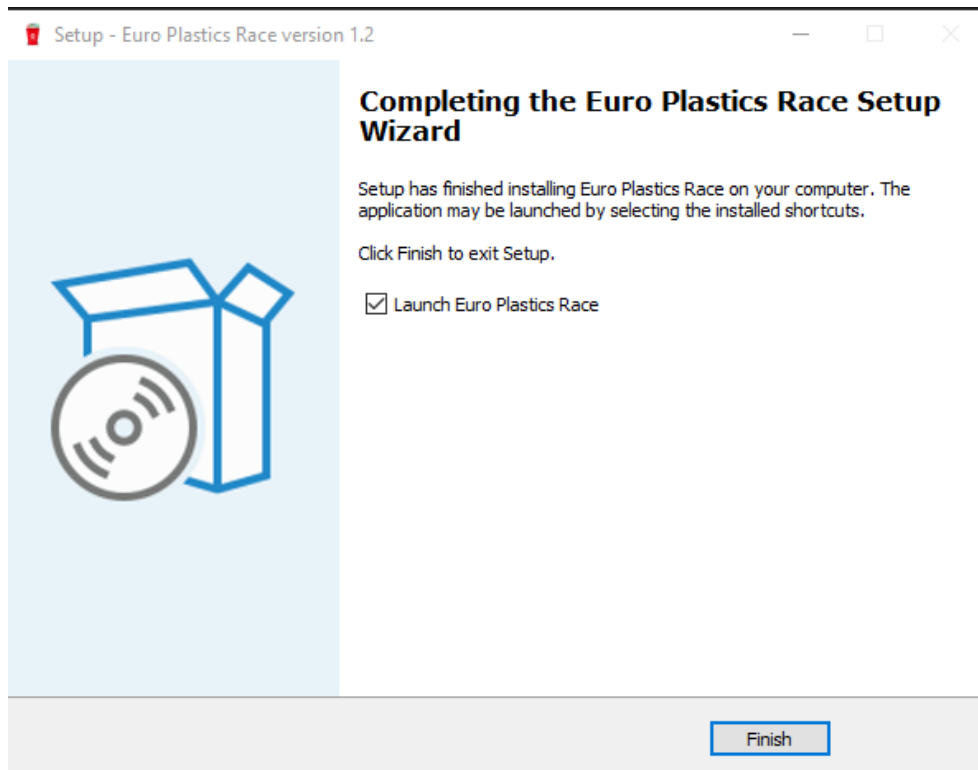 Setup - Euro Plastics Race version 1.2
Completing the Euro Plastics Race Setup
Wizard
Setup has finished installing Euro Plastics Race on your computer. The
application may be launched by selecting the installed shortcuts.
Click Finish to exit Setup.
Launch Euro Plastics Race
Finish